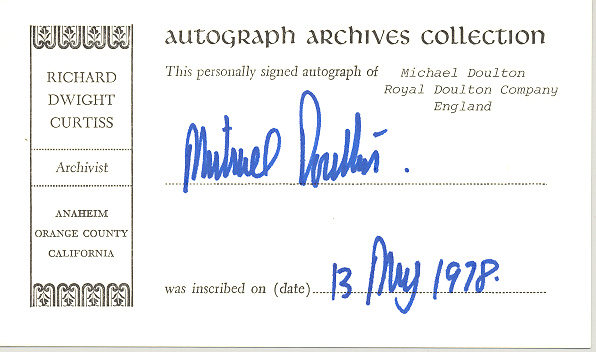 RICHARD
DWIGHT
CURTISS
Archivist
ANAHEIM
ORANGE COUNTY
CALIFORNIA
AUTOGRAPH ARCHIVES COLLECTION
This personally signed autograph of Michael Doulton
Royal Doulton Company
England
Michael Doulton.
was inscribed on (date) 13 May 1978.